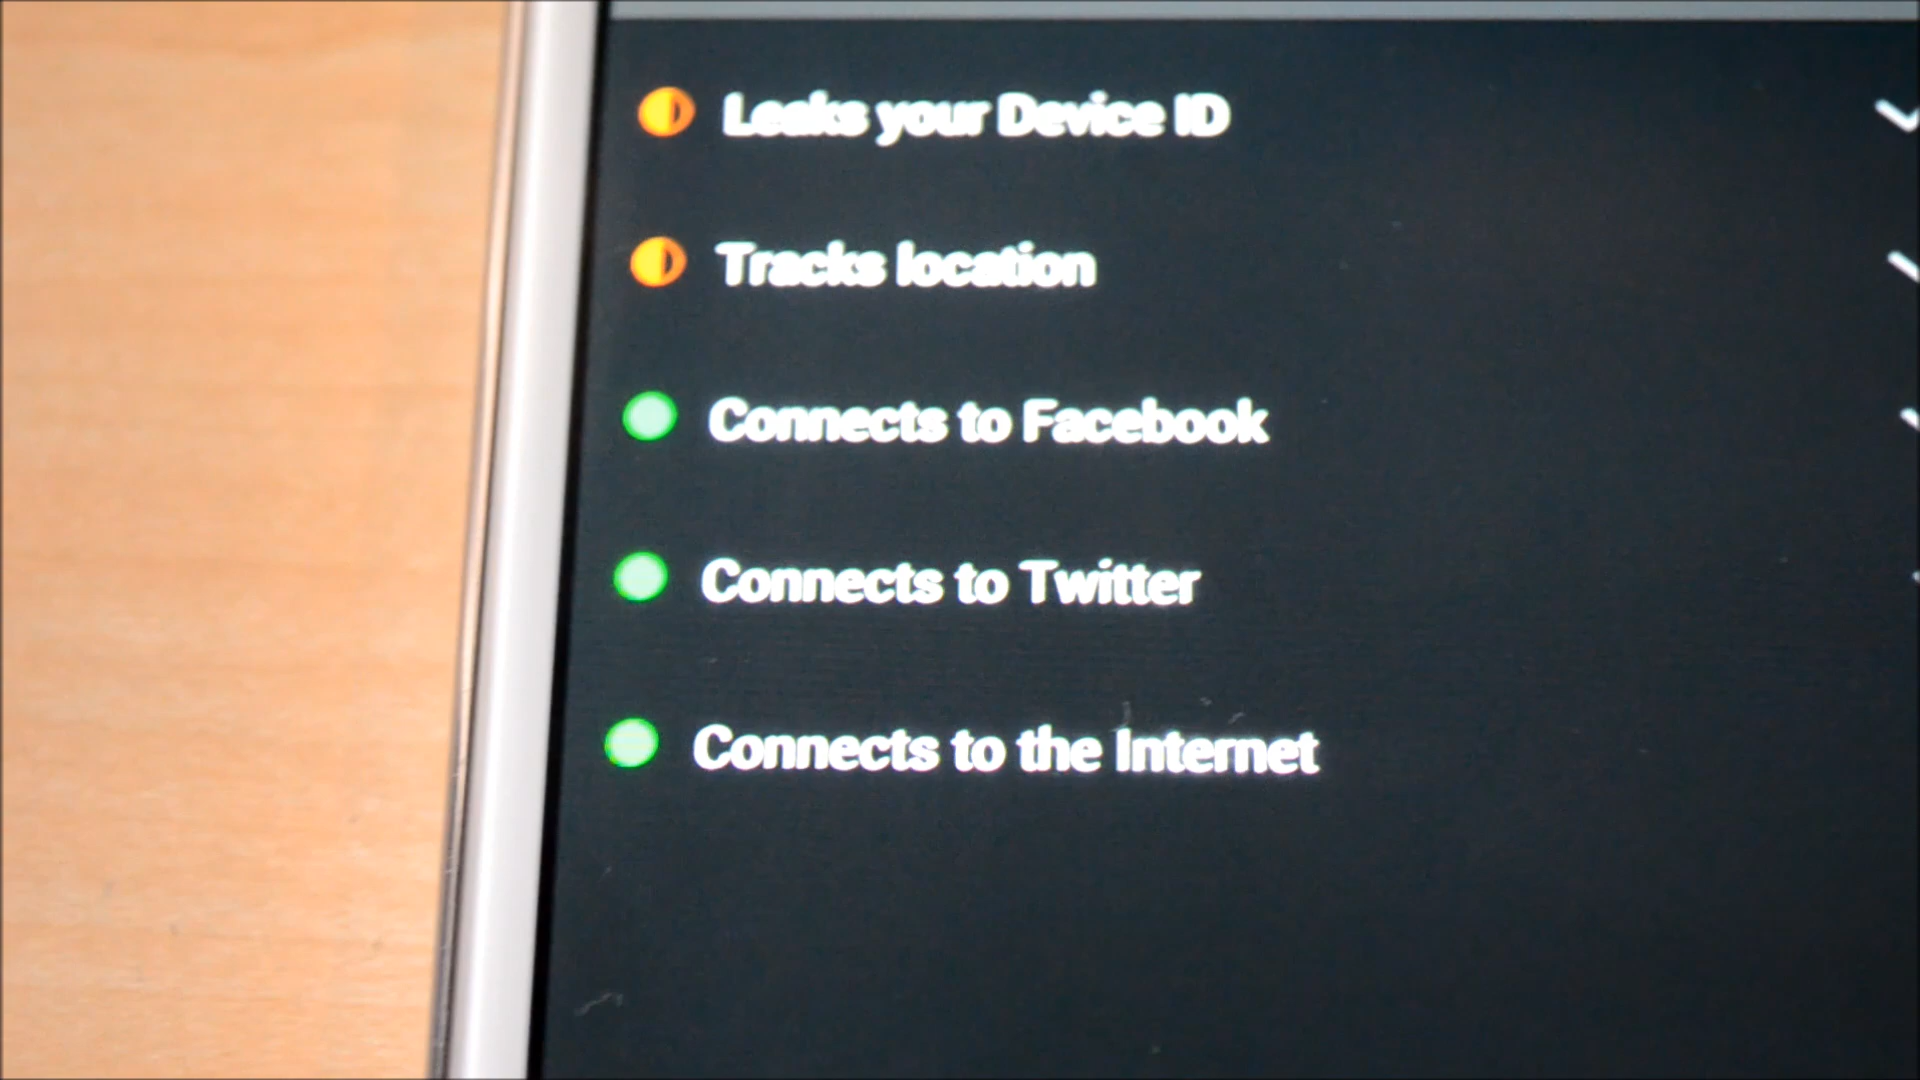 Leaks your Device ID
Tracks location
Connects to Facebook
Connects to Twitter
Connects to the Internet